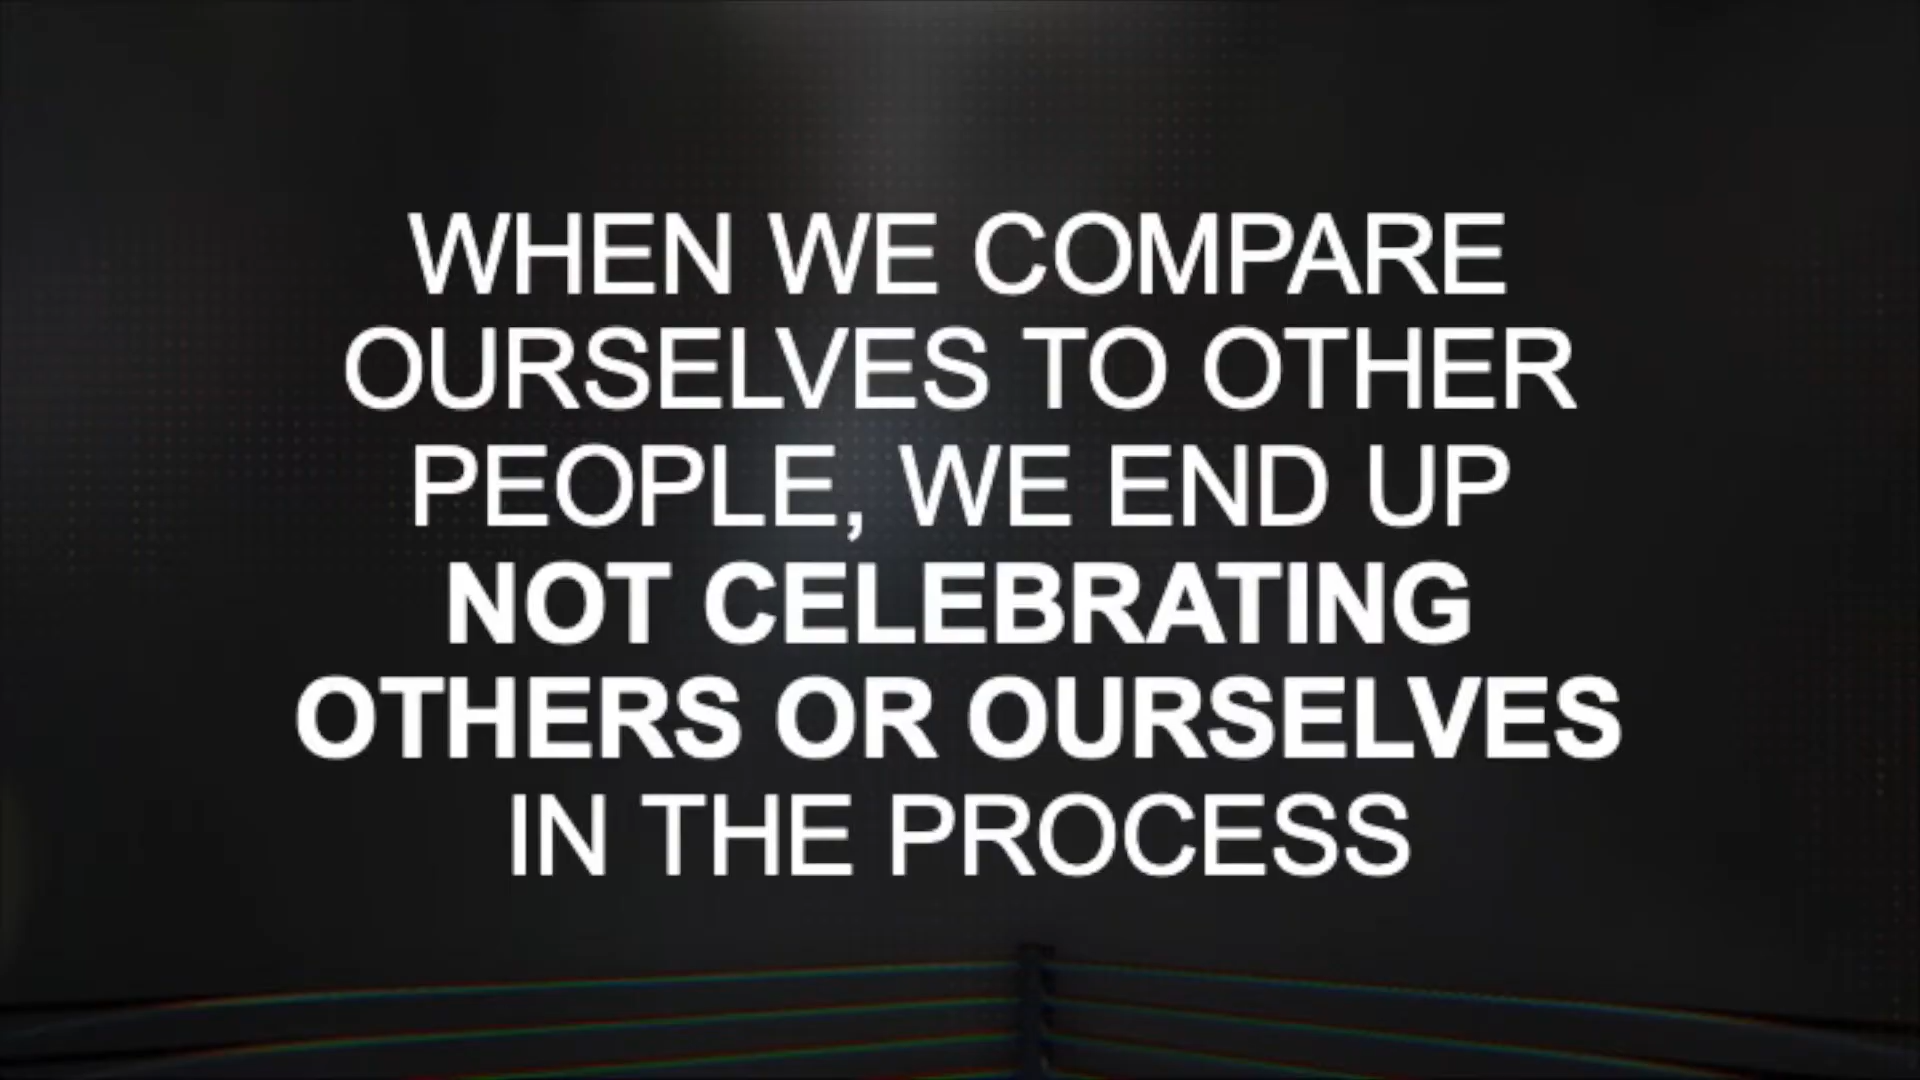 WHEN WE COMPARE
OURSELVES TO OTHER
PEOPLE, WE END UP
NOT CELEBRATING
OTHERS OR OURSELVES
IN THE PROCESS